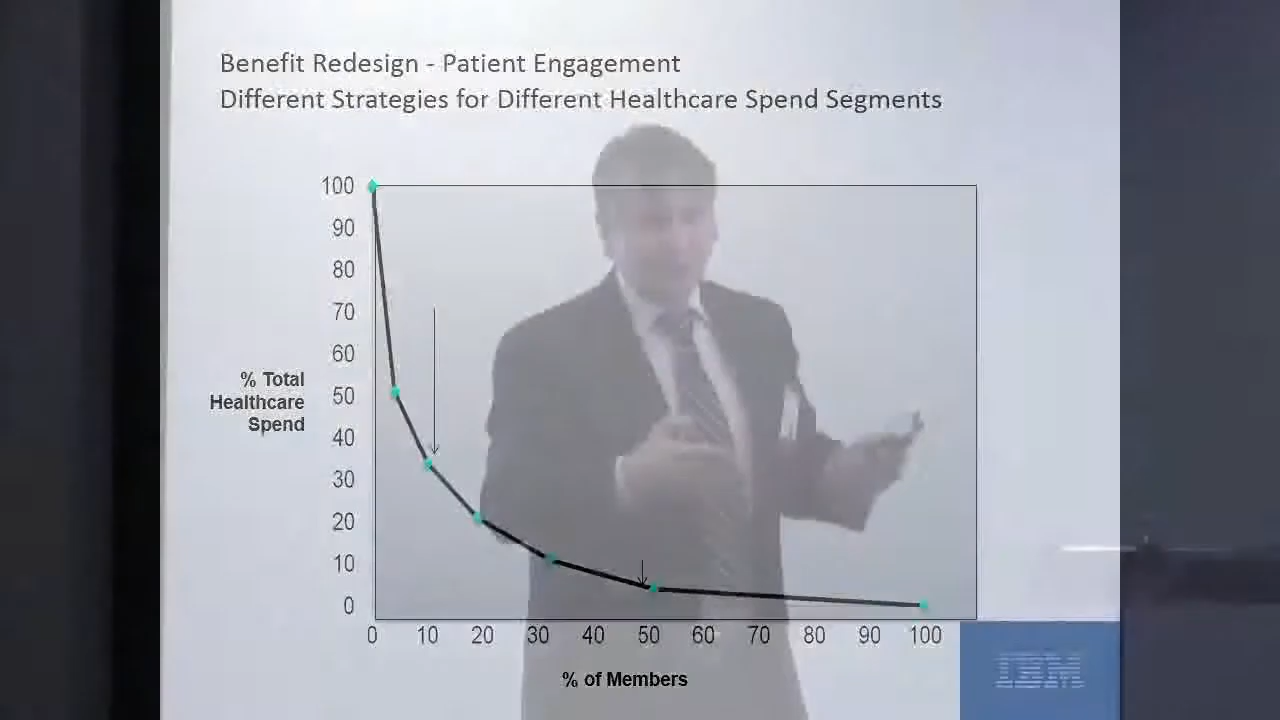 Benefit Redesign - Patient Engagement
Different Strategies for Different Healthcare Spend Segments
100
90
80
70
60
50
40
30
20
10
0
% Total
Healthcare
Spend
0 10 20 30 40 50 60 70 80 90 100
% of Members
IBM